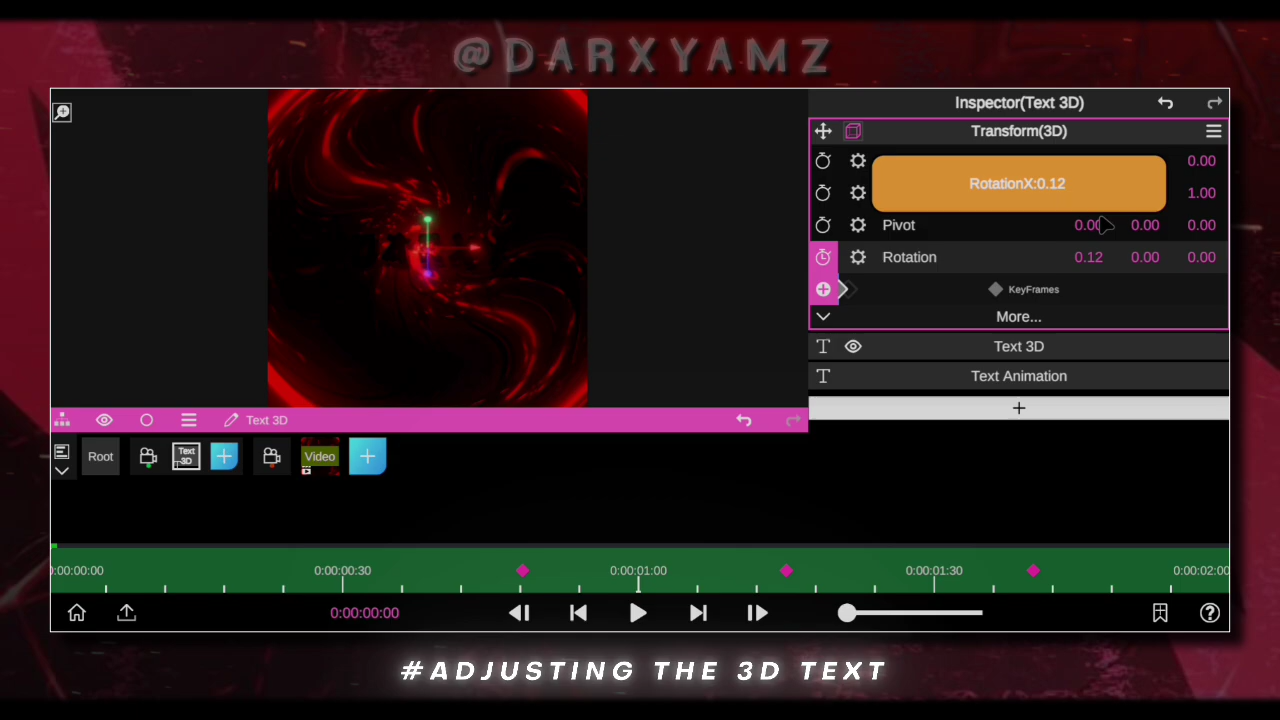 @DARXYAMZ
Inspector(Text 3D)
Transform(3D)
0.00
RotationX:0.12
1.00
Pivot 0.00 0.00 0.00
Rotation 0.12 0.00 0.00
KeyFrames
More...
Text 3D
Text 3D
Text Animation
Root
Text 3D
Video
0:00:00:00 0:00:00:30 0:00:01:00 0:00:01:30 0:00:02:00
0:00:00:00
#ADJUSTING THE 3D TEXT